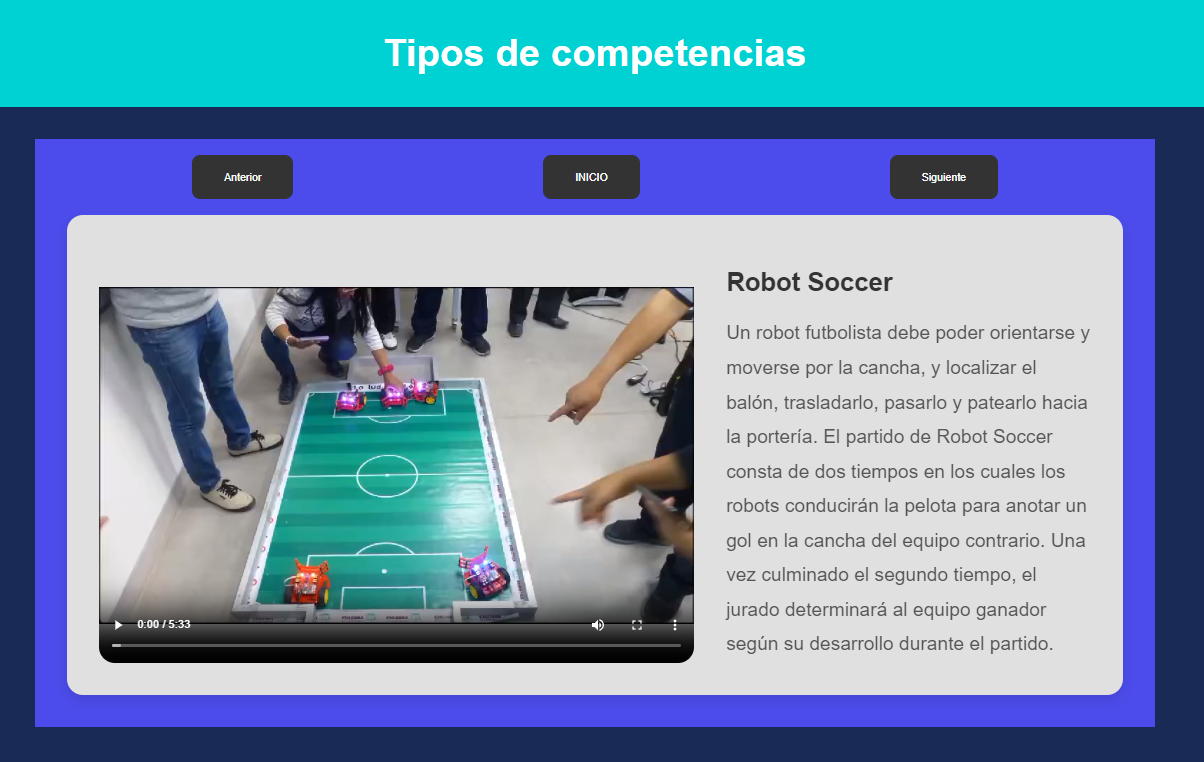 Tipos de competencias
Anterior
INICIO
Siguiente
Robot Soccer
Un robot futbolista debe poder orientarse y
moverse por la cancha, y localizar el
balón, trasladarlo, pasarlo y patearlo hacia
la portería. El partido de Robot Soccer
consta de dos tiempos en los cuales los
robots conducirán la pelota para anotar un
gol en la cancha del equipo contrario. Una
vez culminado el segundo tiempo, el
jurado determinará al equipo ganador
según su desarrollo durante el partido.
0:00 / 5:33